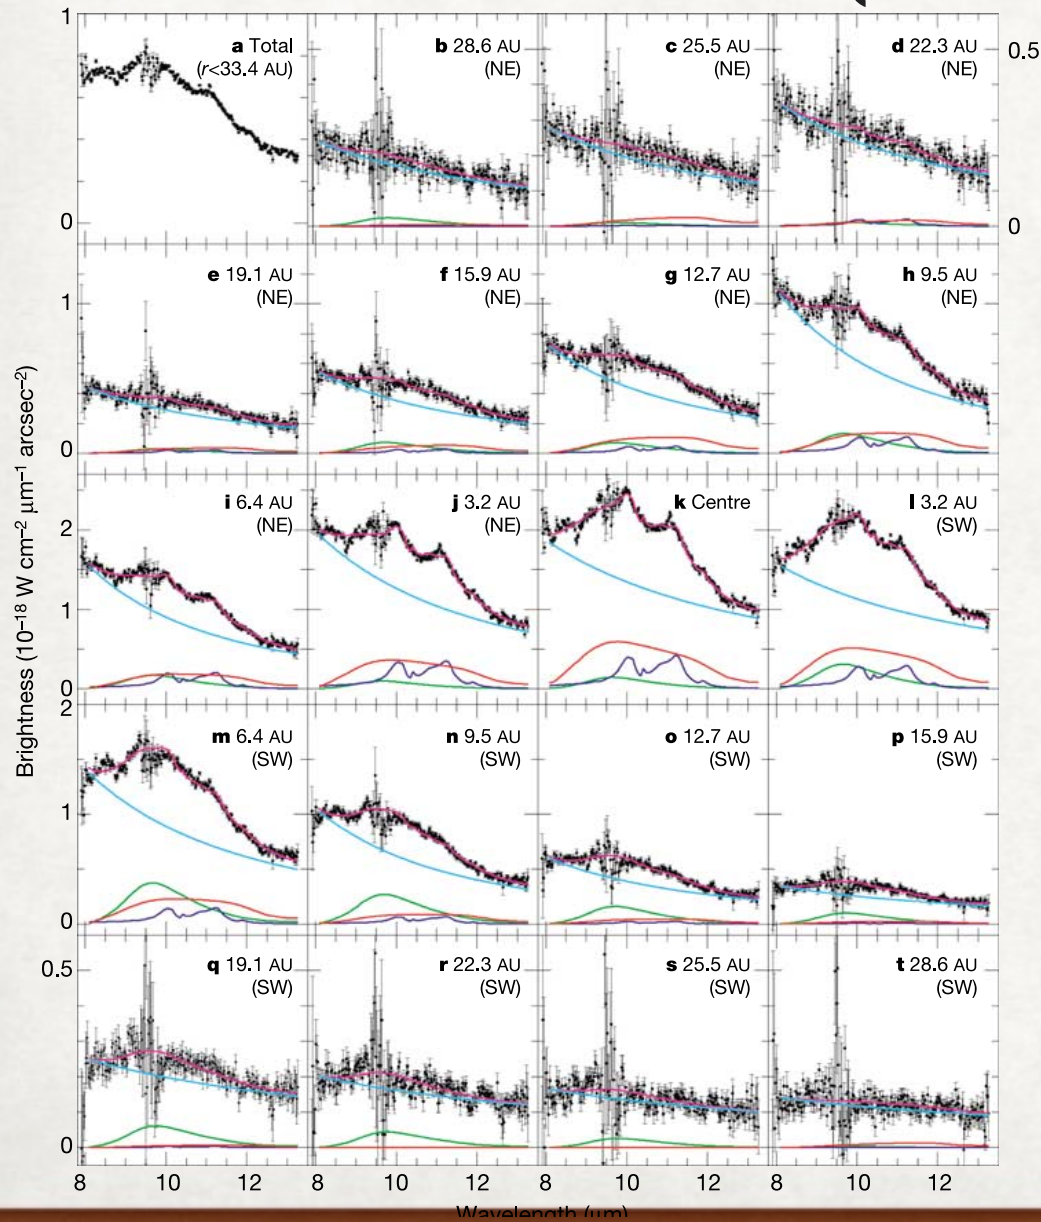 1
a Total
(r<33.4 AU)
b 28.6 AU
(NE)
c 25.5 AU
(NE)
d 22.3 AU
(NE)
0.5
0
0
e 19.1 AU
(NE)
f 15.9 AU
(NE)
g 12.7 AU
(NE)
h 9.5 AU
(NE)
1
0
i 6.4 AU
(NE)
j 3.2 AU
(NE)
k Centre
l 3.2 AU
(SW)
2
1
0
Brightness (10⁻¹⁸ W cm⁻² μm⁻¹ arcsec⁻²)
2
m 6.4 AU
(SW)
n 9.5 AU
(SW)
o 12.7 AU
(SW)
p 15.9 AU
(SW)
1
0
0.5
q 19.1 AU
(SW)
r 22.3 AU
(SW)
s 25.5 AU
(SW)
t 28.6 AU
(SW)
0
8 10 12 8 10 12 8 10 12 8 10 12
Wavelength (μm)